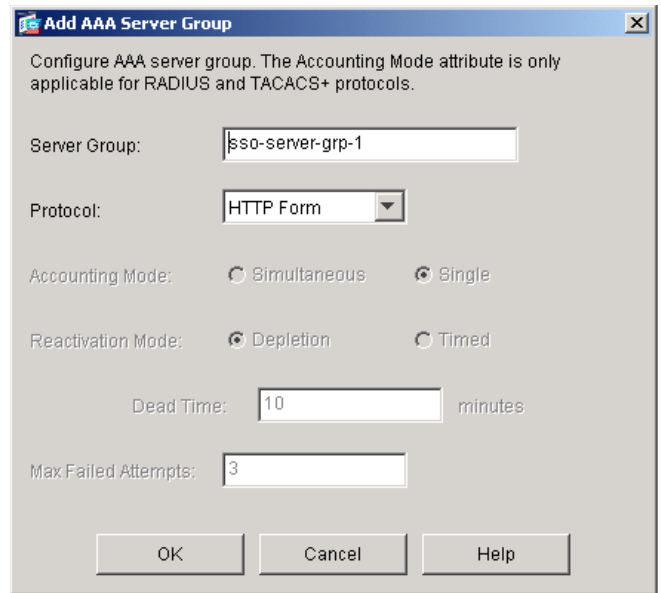 Add AAA Server Group
Configure AAA server group. The Accounting Mode attribute is only
applicable for RADIUS and TACACS+ protocols.
Server Group: sso-server-grp-1
Protocol: HTTP Form
Accounting Mode: Simultaneous Single
Reactivation Mode: Depletion Timed
Dead Time: 10 minutes
Max Failed Attempts: 3
OK Cancel Help